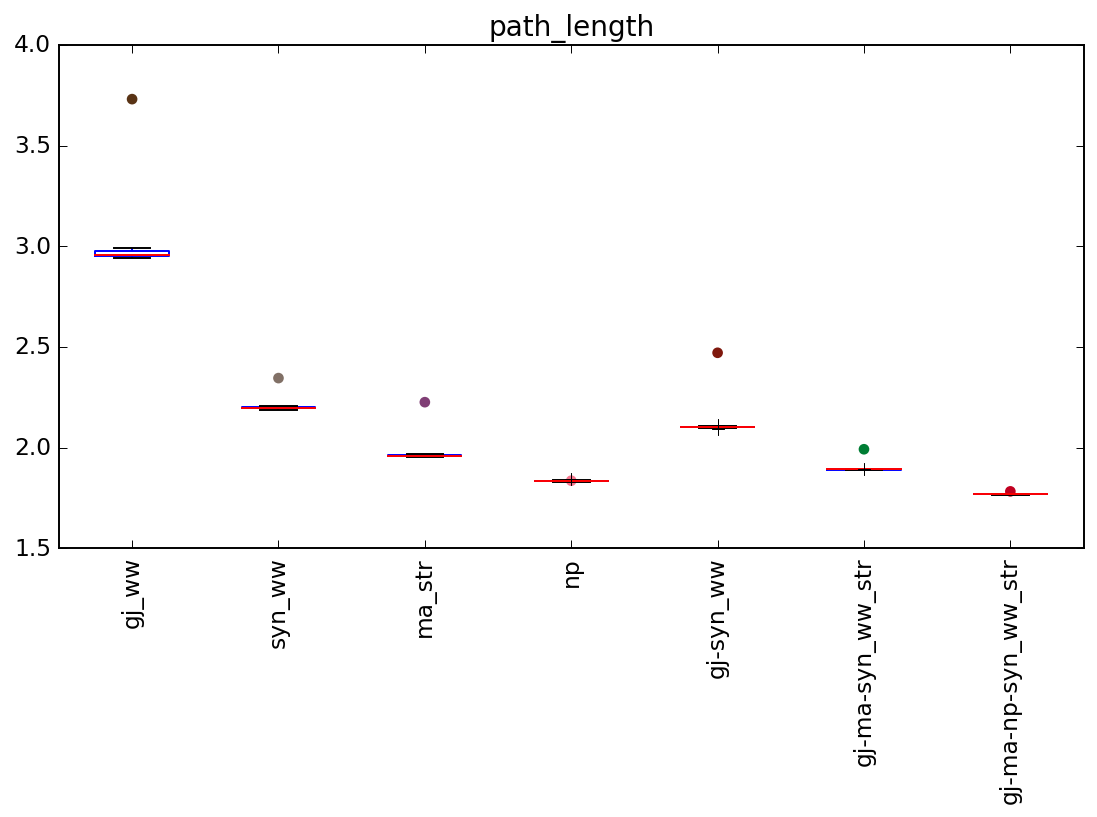 path_length
4.0
3.5
3.0
2.5
2.0
1.5
gj_ww
syn_ww
ma_str
np
gj-syn_ww
gj-ma-syn_ww_str
gj-ma-np-syn_ww_str